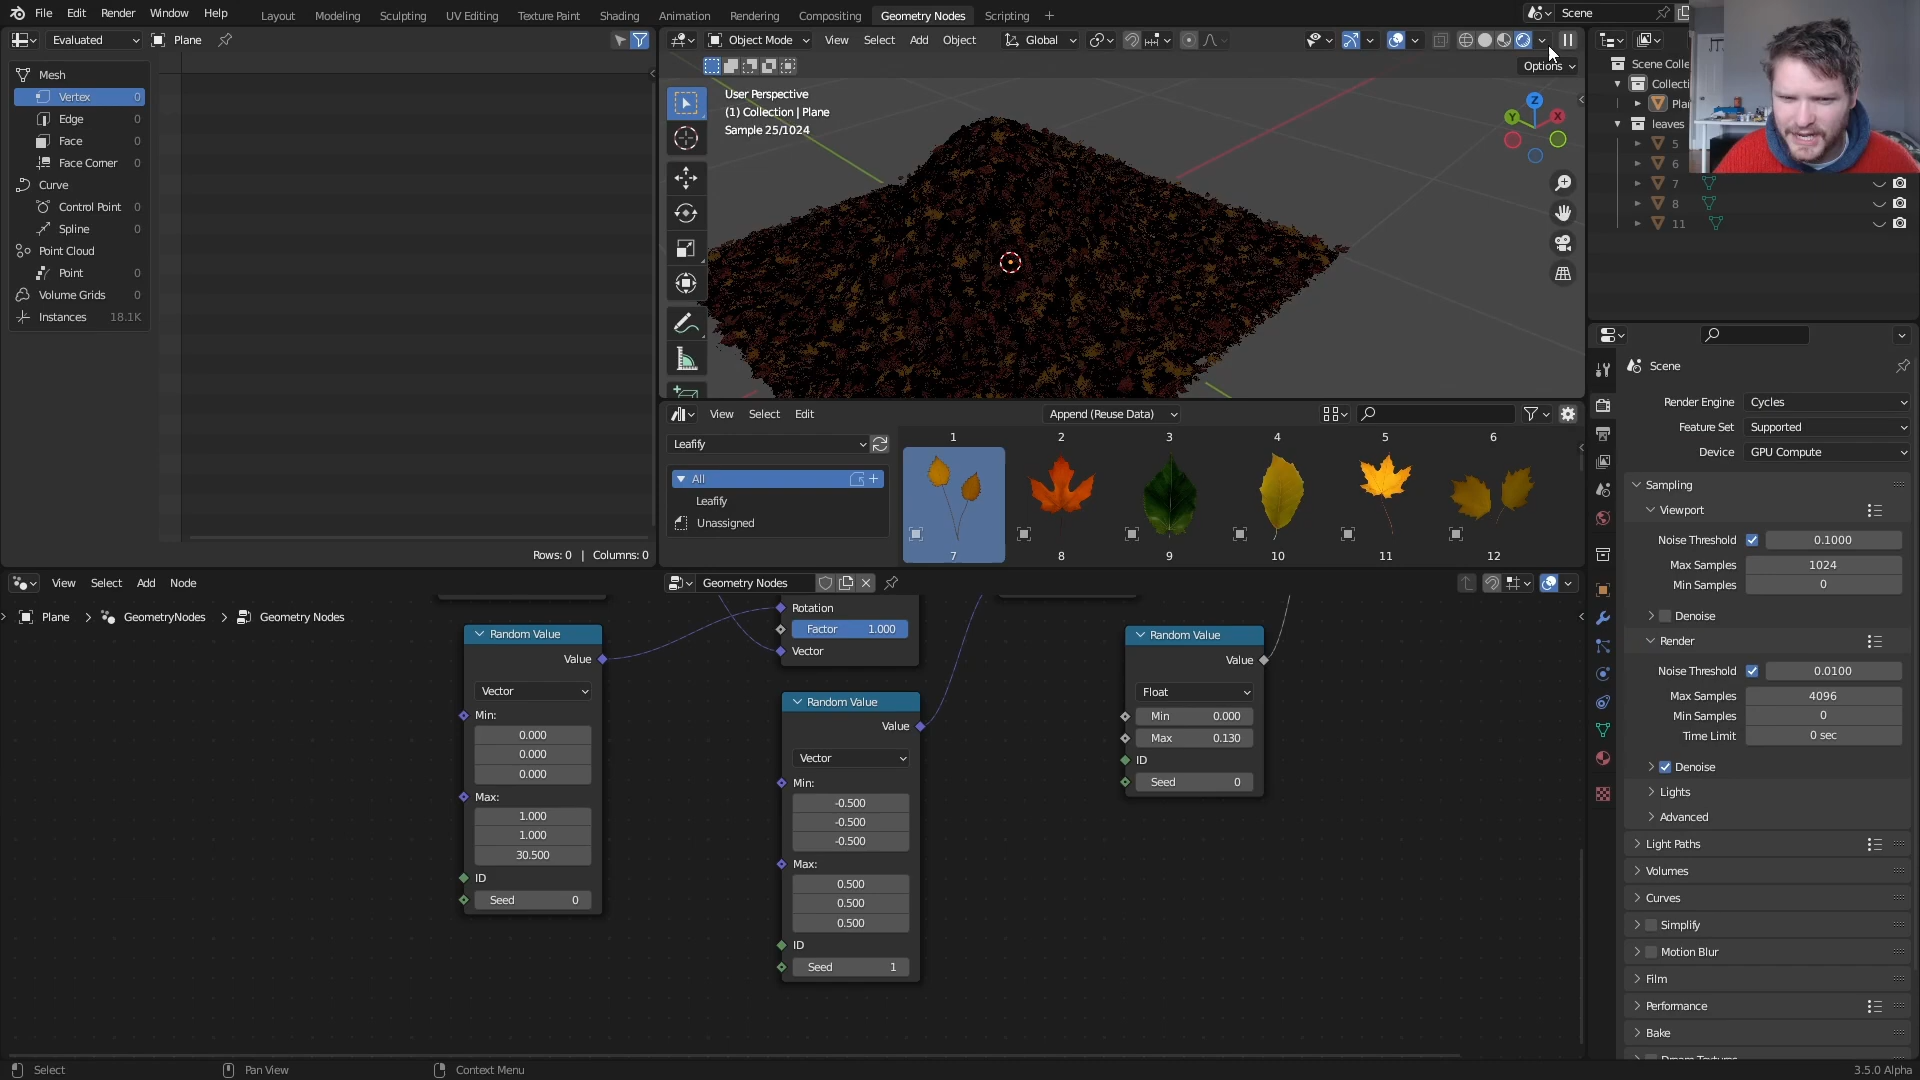 File Edit Render Window Help
Layout Modeling Sculpting UV Editing Texture Paint Shading Animation Rendering Compositing Geometry Nodes Scripting +
Scene
Evaluated Plane
Object Mode View Select Add Object Global
Options
Mesh
Vertex 0
Edge 0
Face 0
Face Corner 0
Curve
Control Point 0
Spline 0
Point Cloud
Point 0
Volume Grids 0
Instances 18.1K
Rows: 0 | Columns: 0
User Perspective
(1) Collection | Plane
Sample 25/1024
Z
Y
X
Scene Colle
Collecti
Plan
leaves
5
6
7
8
11
View Select Edit
Append (Reuse Data)
Leafify
All
Leafify
Unassigned
1 2 3 4 5 6
7 8 9 10 11 12
View Select Add Node
Geometry Nodes
Plane > GeometryNodes > Geometry Nodes
Random Value
Value
Vector
Min:
0.000
0.000
0.000
Max:
1.000
1.000
30.500
ID
Seed 0
Rotation
Factor 1.000
Vector
Random Value
Value
Vector
Min:
-0.500
-0.500
-0.500
Max:
0.500
0.500
0.500
ID
Seed 1
Random Value
Value
Float
Min 0.000
Max 0.130
ID
Seed 0
Scene
Render Engine Cycles
Feature Set Supported
Device GPU Compute
Sampling
Viewport
Noise Threshold 0.1000
Max Samples 1024
Min Samples 0
Denoise
Render
Noise Threshold 0.0100
Max Samples 4096
Min Samples 0
Time Limit 0 sec
Denoise
Lights
Advanced
Light Paths
Volumes
Curves
Simplify
Motion Blur
Film
Performance
Bake
Dream Textures
Select Pan View Context Menu
3.5.0 Alpha